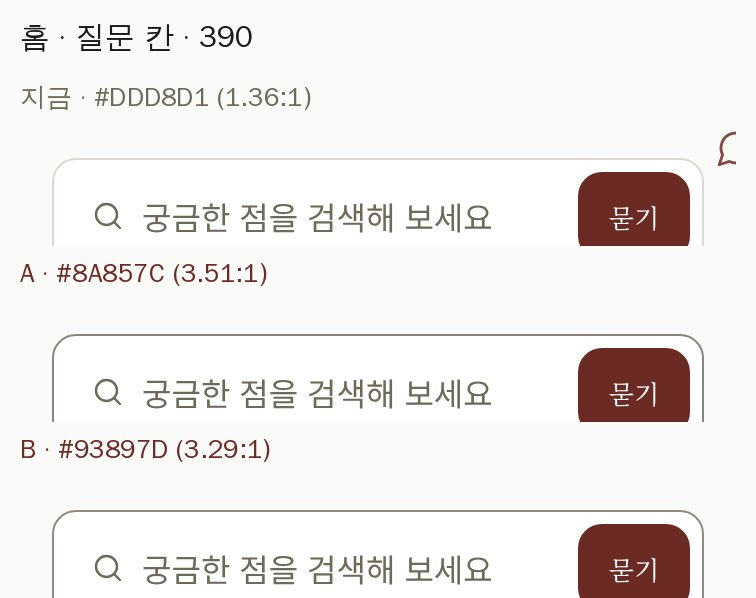 홈 · 질문 칸 · 390
지금 · #DDD8D1 (1.36:1)
궁금한 점을 검색해 보세요 묻기
A · #8A857C (3.51:1)
궁금한 점을 검색해 보세요 묻기
B · #93897D (3.29:1)
궁금한 점을 검색해 보세요 묻기